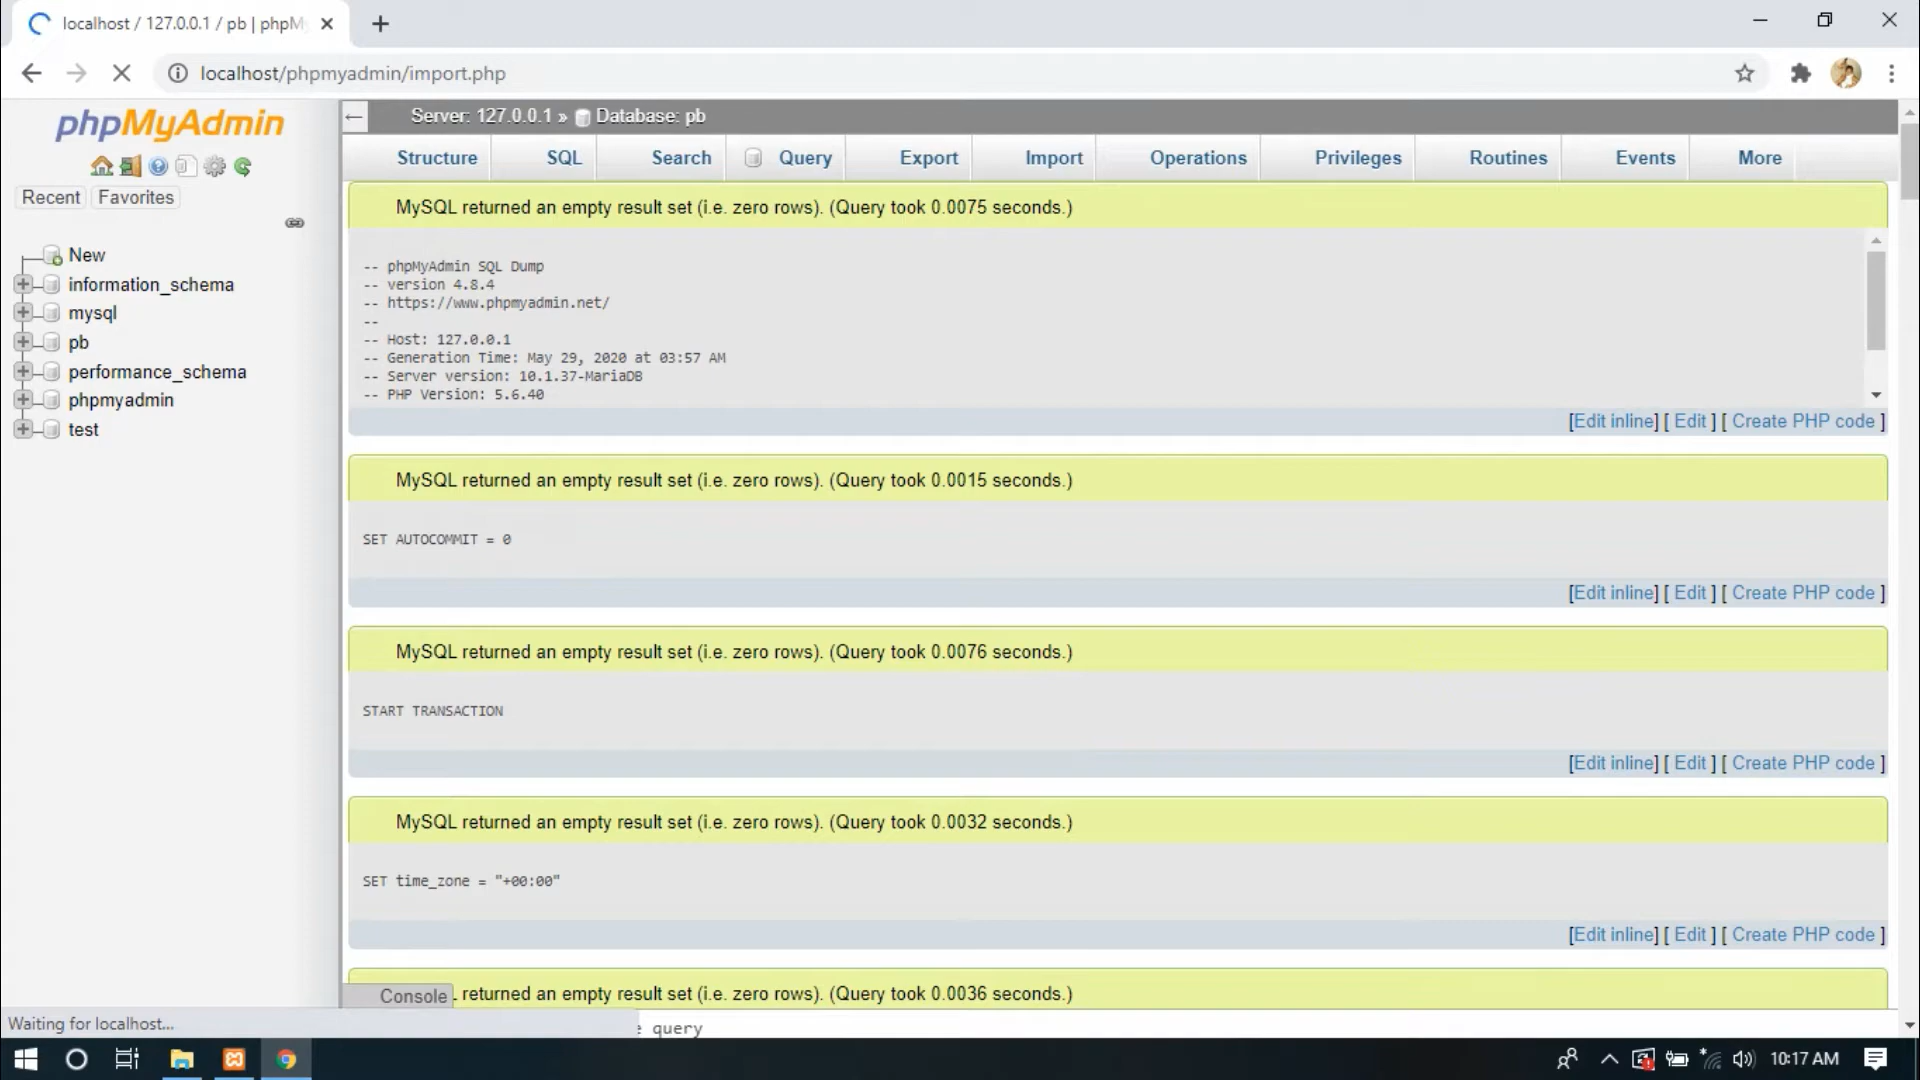 localhost / 127.0.0.1 / pb | phpM
localhost/phpmyadmin/import.php
phpMyAdmin
Recent
Favorites
New
information_schema
mysql
pb
performance_schema
phpmyadmin
test
Server: 127.0.0.1 » Database: pb
Structure
SQL
Search
Query
Export
Import
Operations
Privileges
Routines
Events
More
MySQL returned an empty result set (i.e. zero rows). (Query took 0.0075 seconds.)
-- phpMyAdmin SQL Dump
-- version 4.8.4
-- https://www.phpmyadmin.net/
--
-- Host: 127.0.0.1
-- Generation Time: May 29, 2020 at 03:57 AM
-- Server version: 10.1.37-MariaDB
-- PHP Version: 5.6.40
[Edit inline] [ Edit ] [ Create PHP code ]
MySQL returned an empty result set (i.e. zero rows). (Query took 0.0015 seconds.)
SET AUTOCOMMIT = 0
[Edit inline] [ Edit ] [ Create PHP code ]
MySQL returned an empty result set (i.e. zero rows). (Query took 0.0076 seconds.)
START TRANSACTION
[Edit inline] [ Edit ] [ Create PHP code ]
MySQL returned an empty result set (i.e. zero rows). (Query took 0.0032 seconds.)
SET time_zone = "+00:00"
[Edit inline] [ Edit ] [ Create PHP code ]
Console
returned an empty result set (i.e. zero rows). (Query took 0.0036 seconds.)
Waiting for localhost...
query
10:17 AM